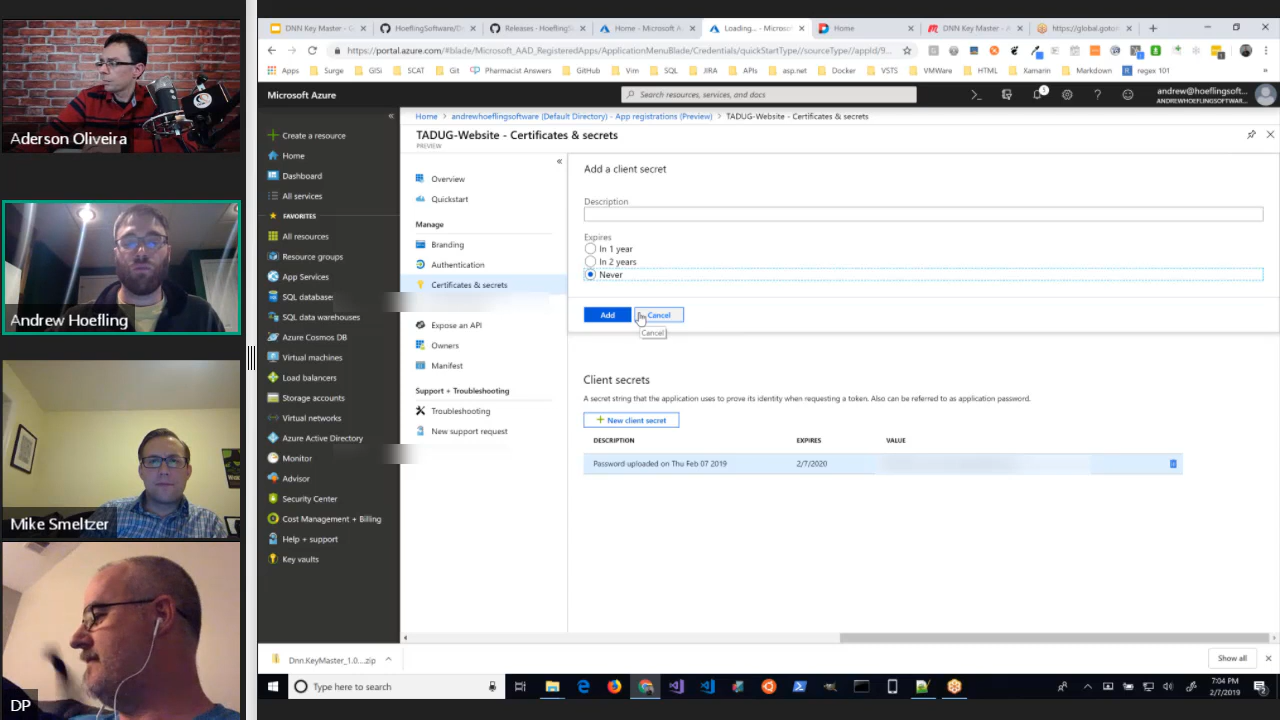 Aderson Oliveira
Andrew Hoefling
Mike Smeltzer
DP
DNN Key Master - G
HoeflingSoftware/D
Releases · HoeflingS
Home - Microsoft A
Loading... - Micros
Home
DNN Key Master - A
https://global.gotow
https://portal.azure.com/#blade/Microsoft_AAD_RegisteredApps/ApplicationMenuBlade/Credentials/quickStartType//sourceType//appId/9...
Apps
Surge
GiSi
SCAT
Git
Pharmacist Answers
GitHub
Vim
SQL
JIRA
APIs
asp.net
Docker
VSTS
VMWare
HTML
Xamarin
Markdown
regex 101
»
Microsoft Azure
Search resources, services, and docs
1
andrew@hoeflingsoft...
ANDREWHOEFLINGSOFTWAR...
«
Create a resource
Home
Dashboard
All services
FAVORITES
All resources
Resource groups
App Services
SQL databases
SQL data warehouses
Azure Cosmos DB
Virtual machines
Load balancers
Storage accounts
Virtual networks
Azure Active Directory
Monitor
Advisor
Security Center
Cost Management + Billing
Help + support
Key vaults
Home › andrewhoeflingsoftware (Default Directory) - App registrations (Preview) › TADUG-Website - Certificates & secrets
TADUG-Website - Certificates & secrets
PREVIEW
«
Overview
Quickstart
Manage
Branding
Authentication
Certificates & secrets
Expose an API
Owners
Manifest
Support + Troubleshooting
Troubleshooting
New support request
Add a client secret
Description
Expires
In 1 year
In 2 years
Never
Add
Cancel
Cancel
Client secrets
A secret string that the application uses to prove its identity when requesting a token. Also can be referred to as application password.
+ New client secret
DESCRIPTION EXPIRES VALUE
Password uploaded on Thu Feb 07 2019 2/7/2020
Dnn.KeyMaster_1.0....zip
Show all
Type here to search
7:04 PM
2/7/2019